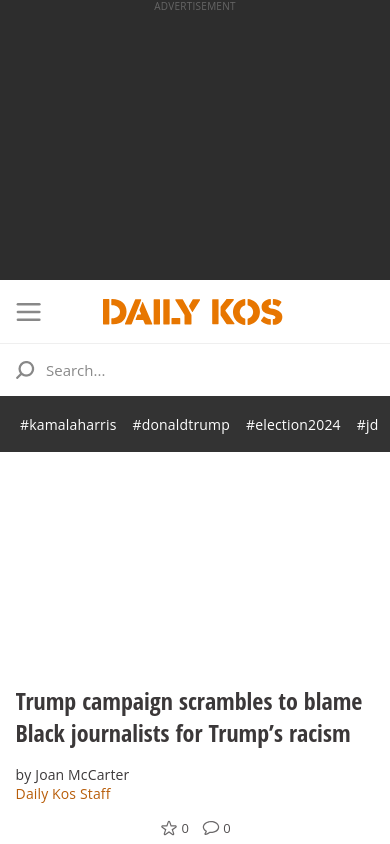 ADVERTISEMENT
DAILY KOS
Search...
#kamalaharris #donaldtrump #election2024 #jd
Trump campaign scrambles to blame
Black journalists for Trump’s racism
by Joan McCarter
Daily Kos Staff
0 0